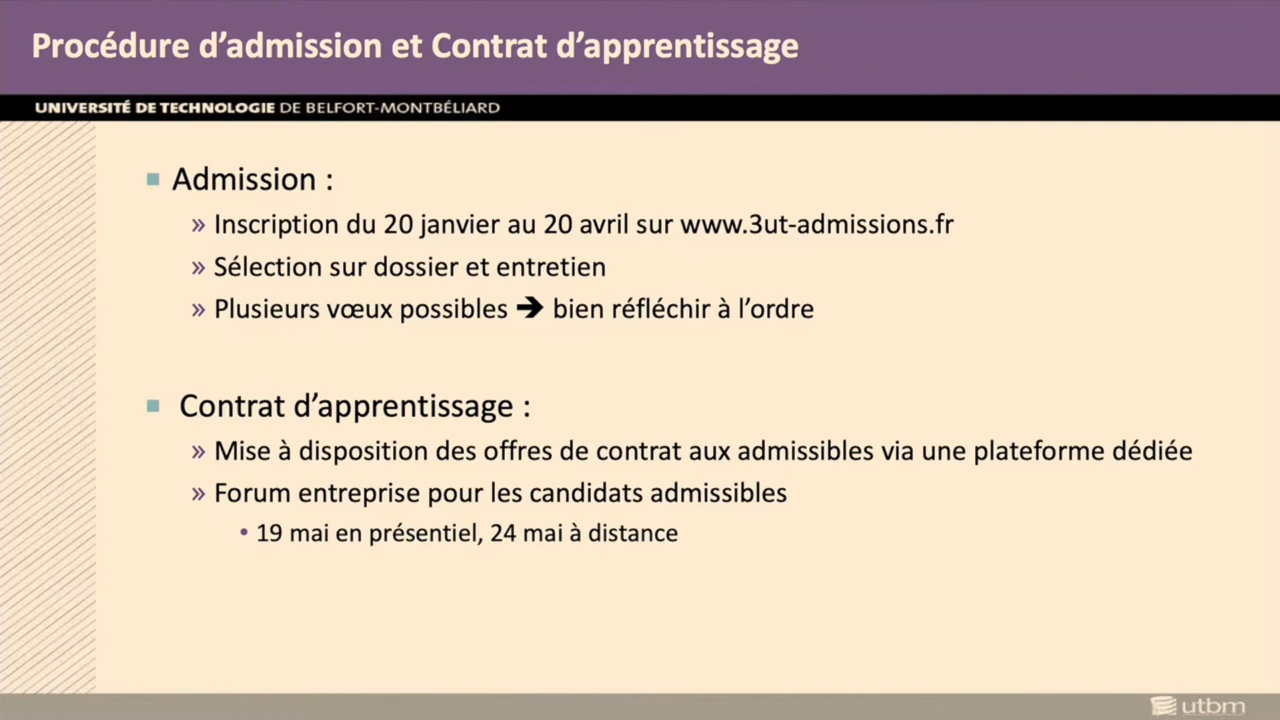 Procédure d’admission et Contrat d’apprentissage
UNIVERSITÉ DE TECHNOLOGIE DE BELFORT-MONTBÉLIARD
Admission :
» Inscription du 20 janvier au 20 avril sur www.3ut-admissions.fr
» Sélection sur dossier et entretien
» Plusieurs vœux possibles ➔ bien réfléchir à l’ordre
Contrat d’apprentissage :
» Mise à disposition des offres de contrat aux admissibles via une plateforme dédiée
» Forum entreprise pour les candidats admissibles
• 19 mai en présentiel, 24 mai à distance
utbm